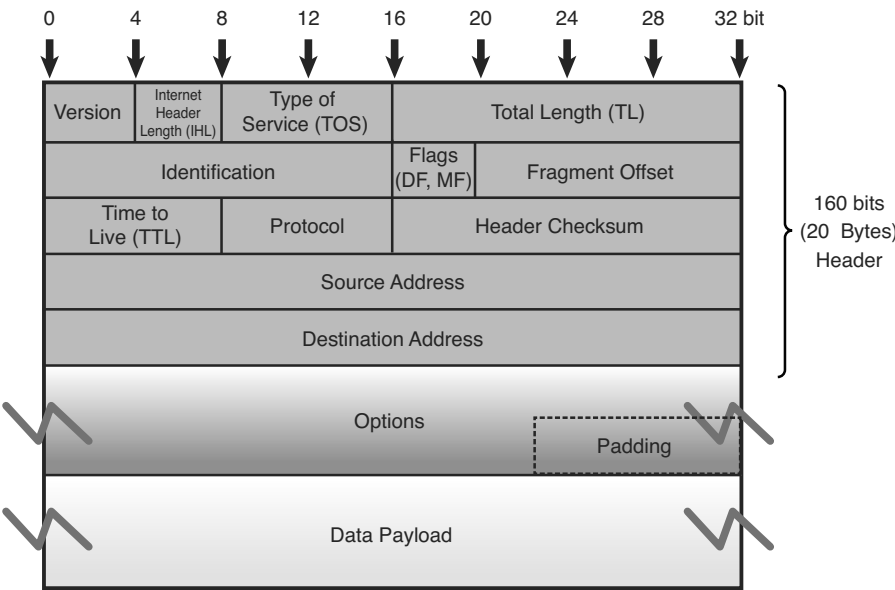 0 4 8 12 16 20 24 28 32 bit
Version
Internet
Header
Length (IHL)
Type of
Service (TOS)
Total Length (TL)
Identification
Flags
(DF, MF)
Fragment Offset
Time to
Live (TTL)
Protocol
Header Checksum
Source Address
Destination Address
160 bits
(20 Bytes)
Header
Options
Padding
Data Payload